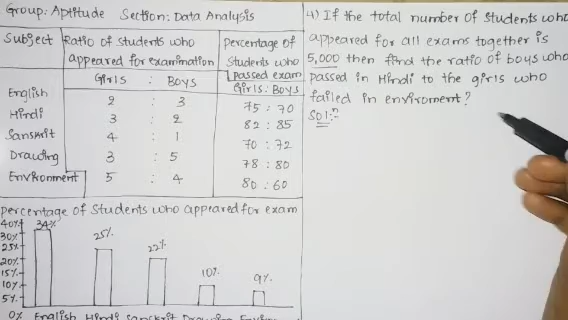 Group: Aptitude Section: Data Analysis
Subject Ratio of students who appeared for examination Percentage of Students who passed exam
Girls : Boys Girls : Boys
English 2 : 3 75 : 70
Hindi 3 : 2 82 : 85
Sanskrit 4 : 1 70 : 72
Drawing 3 : 5 78 : 80
Environment 5 : 4 80 : 60
percentage of Students who appeared for exam
40% 34%
30%
25% 25%
20% 22%
15%
10% 10% 9%
5%
0% English Hindi Sanskrit Drawing
4) If the total number of students who
appeared for all exams together is
5,000 then find the ratio of boys who
passed in Hindi to the girls who
failed in enviroment?
Sol:n